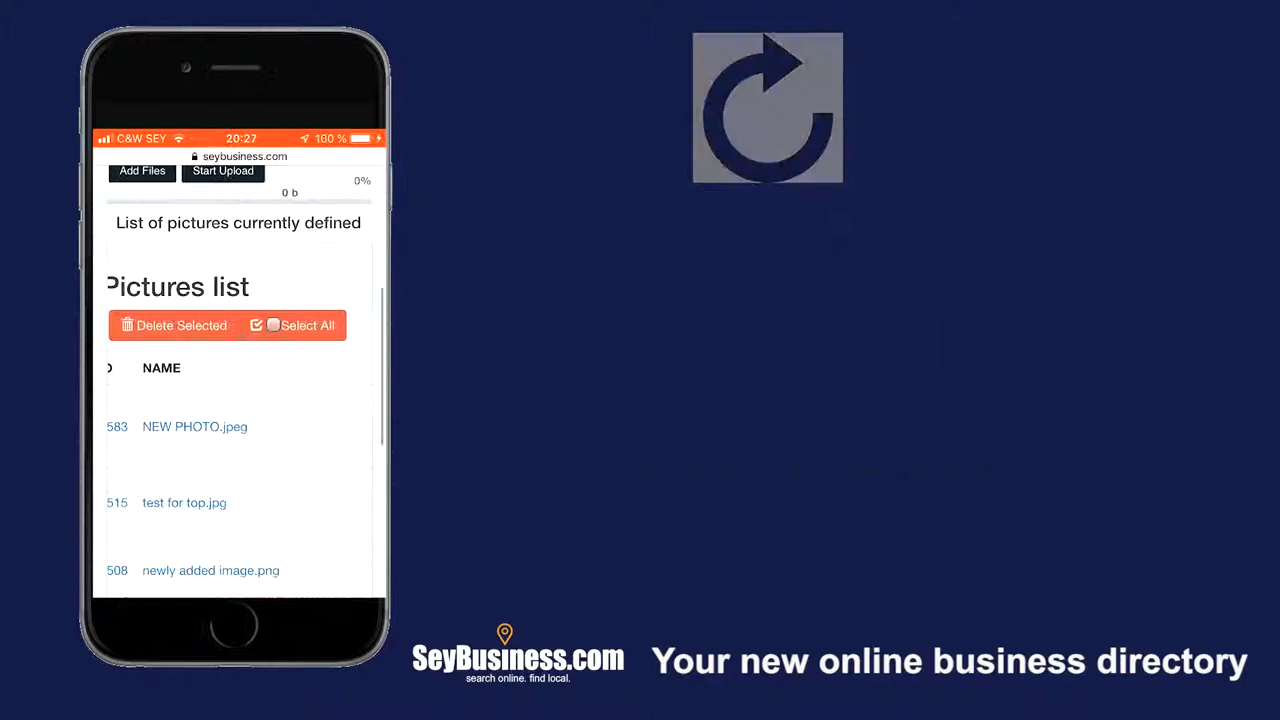 C&W SEY 20:27 100 %
seybusiness.com
Add Files Start Upload
0%
0 b
List of pictures currently defined
Pictures list
Delete Selected Select All
NAME
583 NEW PHOTO.jpeg
515 test for top.jpg
508 newly added image.png
SeyBusiness.com
search online. find local.
Your new online business directory